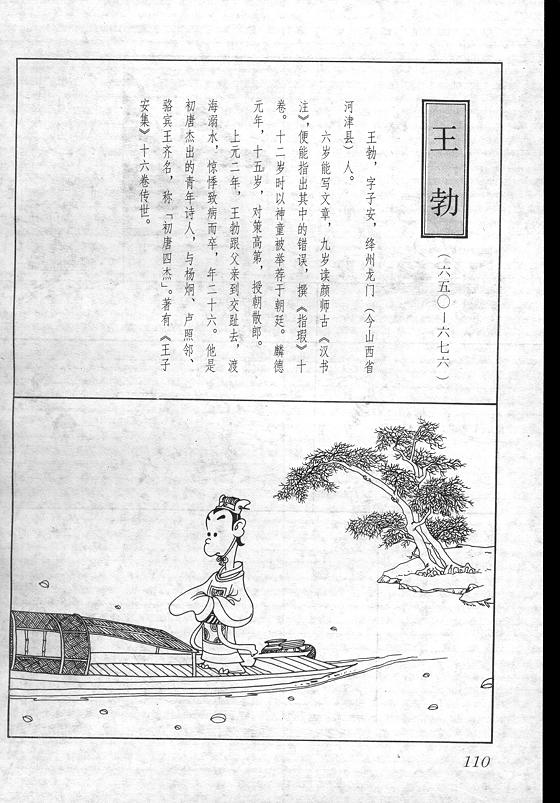 王勃
（六五〇－六七六）
王勃，字子安，绛州龙门（今山西省
河津县）人。
六岁能写文章，九岁读颜师古《汉书
注》，便能指出其中的错误，撰《指瑕》十
卷。十二岁时以神童被举荐于朝廷。麟德
元年，十五岁，对策高第，授朝散郎。
上元二年，王勃跟父亲到交趾去，渡
海溺水，惊悸致病而卒，年二十六。他是
初唐杰出的青年诗人，与杨炯、卢照邻、
骆宾王齐名，称「初唐四杰」。著有《王子
安集》十六卷传世。
110